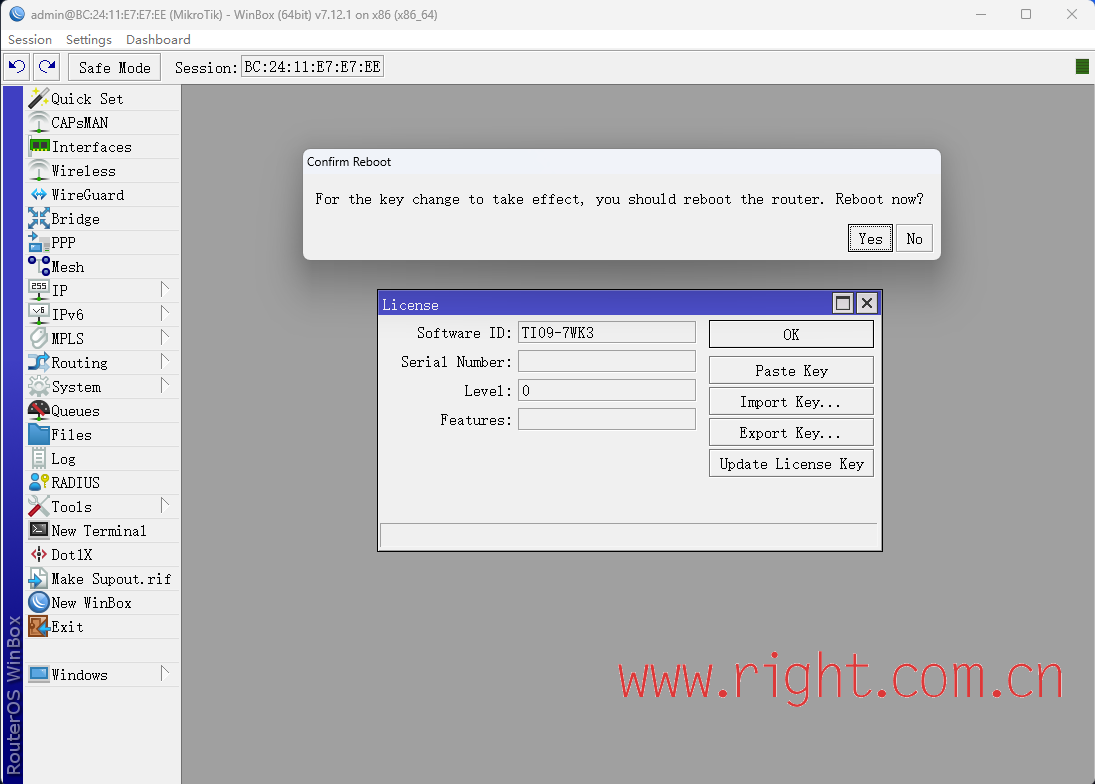 admin@BC:24:11:E7:E7:EE (MikroTik) - WinBox (64bit) v7.12.1 on x86 (x86_64)
Session Settings Dashboard
Safe Mode Session: BC:24:11:E7:E7:EE
Quick Set
CAPsMAN
Interfaces
Wireless
WireGuard
Bridge
PPP
Mesh
255 IP
v6 IPv6
MPLS
Routing
System
Queues
Files
Log
RADIUS
Tools
New Terminal
Dot1X
Make Supout.rif
New WinBox
Exit
Windows
RouterOS WinBox
Confirm Reboot
For the key change to take effect, you should reboot the router. Reboot now?
Yes No
License
Software ID: TI09-7WK3
Serial Number:
Level: 0
Features:
OK
Paste Key
Import Key...
Export Key...
Update License Key
www.right.com.cn